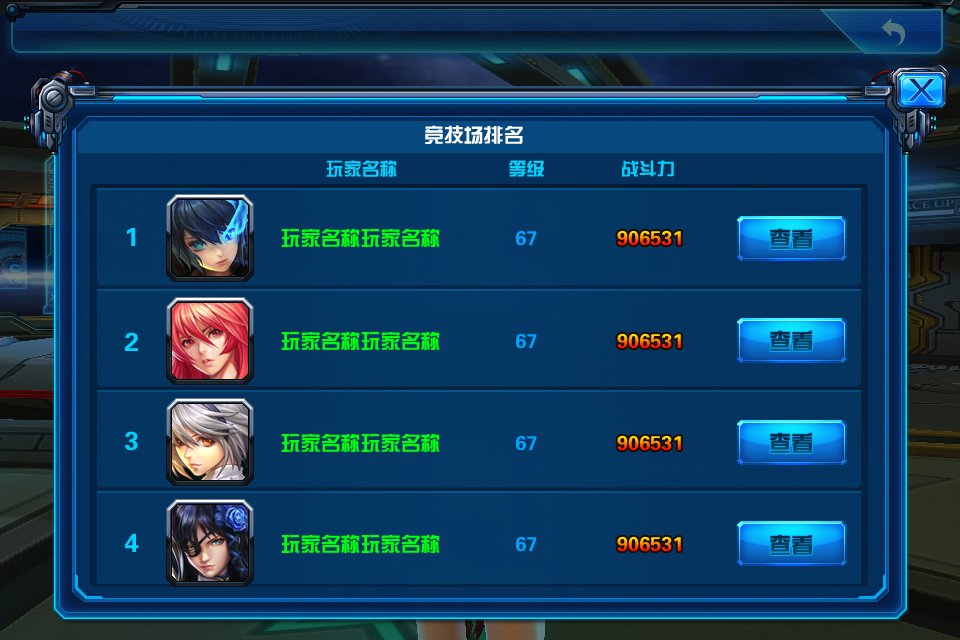 竞技场排名
玩家名称 等级 战斗力
1 玩家名称玩家名称 67 906531 查看
2 玩家名称玩家名称 67 906531 查看
3 玩家名称玩家名称 67 906531 查看
4 玩家名称玩家名称 67 906531 查看